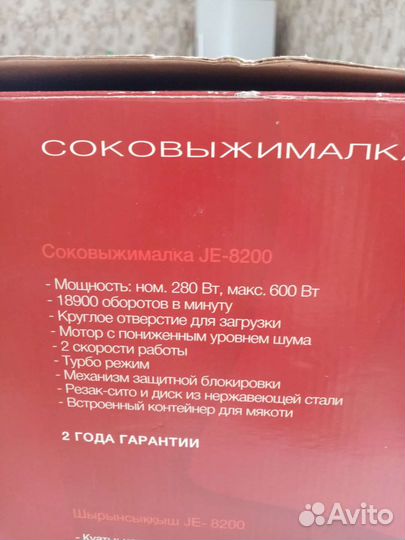 СОКОВЫЖИМАЛКА
Соковыжималка JE-8200
- Мощность: ном. 280 Вт, макс. 600 Вт
- 18900 оборотов в минуту
- Круглое отверстие для загрузки
- Мотор с пониженным уровнем шума
- 2 скорости работы
- Турбо режим
- Механизм защитной блокировки
- Резак-сито и диск из нержавеющей стали
- Встроенный контейнер для мякоти
2 ГОДА ГАРАНТИИ
Шырынсыққыш JE- 8200
Avito